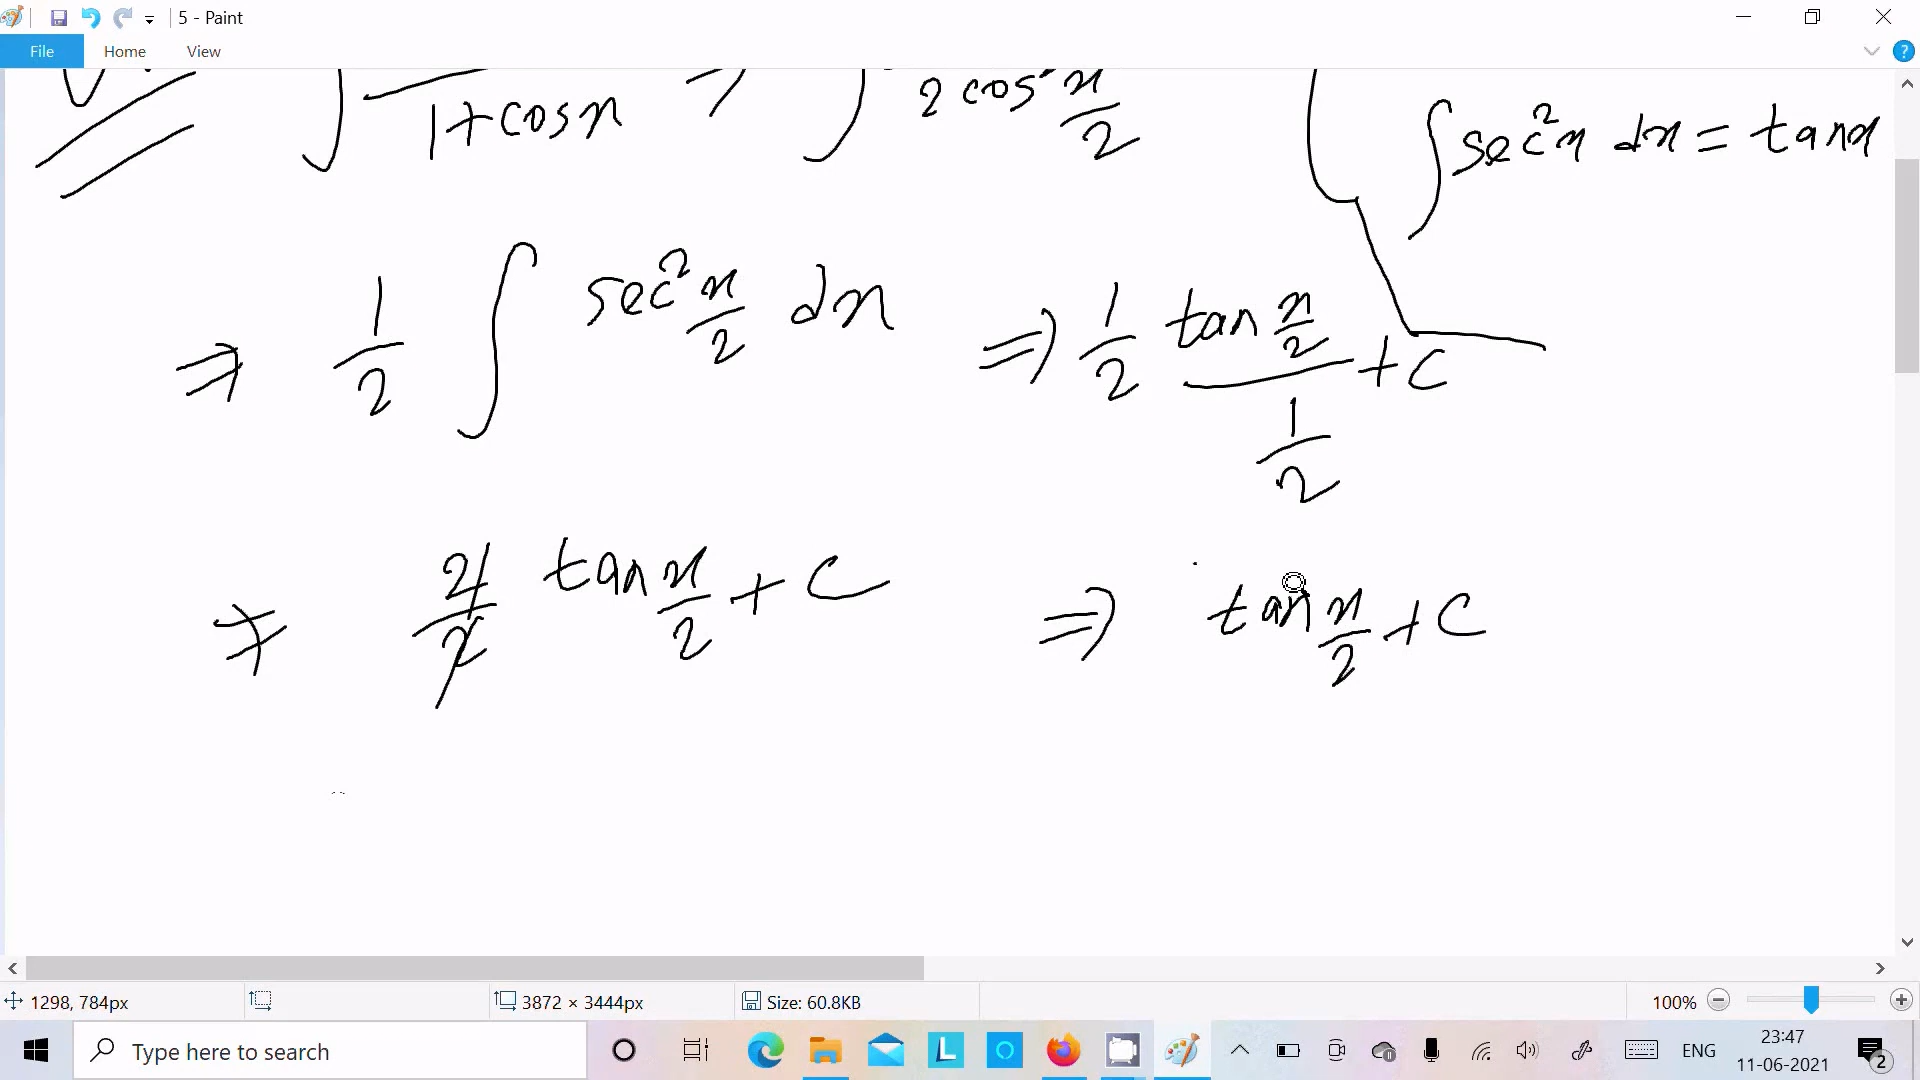 5 - Paint
File Home View
∫ 1+cosx ⇒ ∫ 2 cos² x/2
∫ sec²x dx = tanx
⇒ 1/2 ∫ sec² x/2 dx ⇒ 1/2 tan x/2 / 1/2 + C
⇒ 2/2 tan x/2 + C ⇒ tan x/2 + C
1298, 784px 3872 × 3444px Size: 60.8KB 100%
Type here to search
L
ENG
23:47
11-06-2021
2